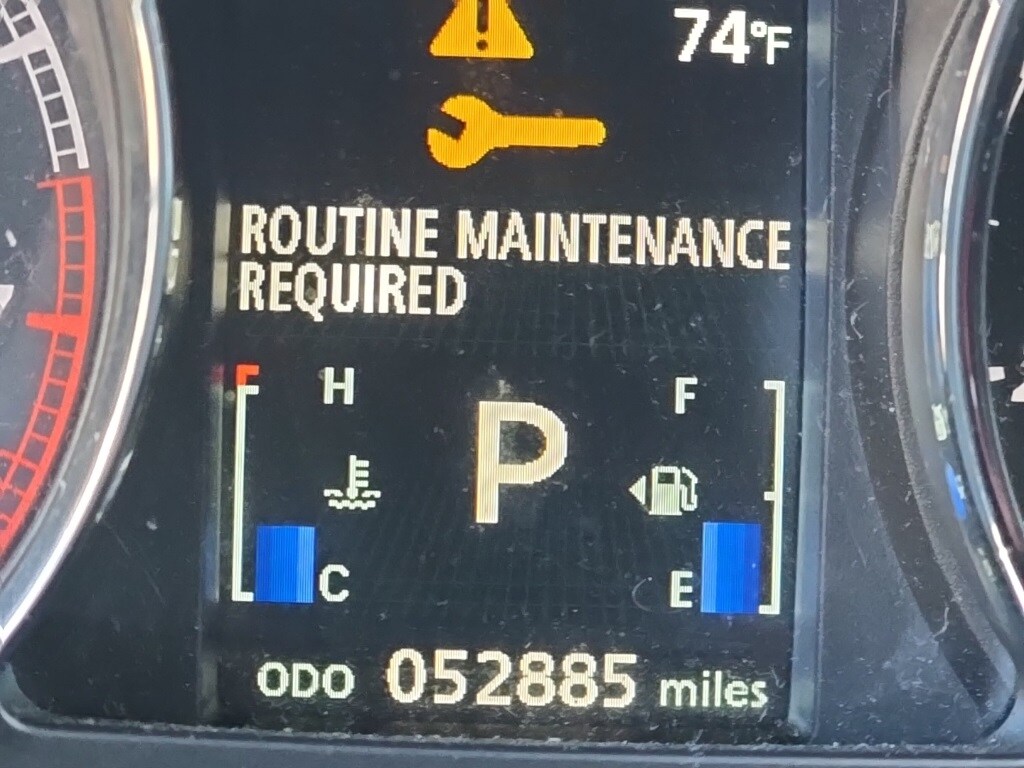 74°F
ROUTINE MAINTENANCE
REQUIRED
H
F
P
C
E
ODO 052885 miles